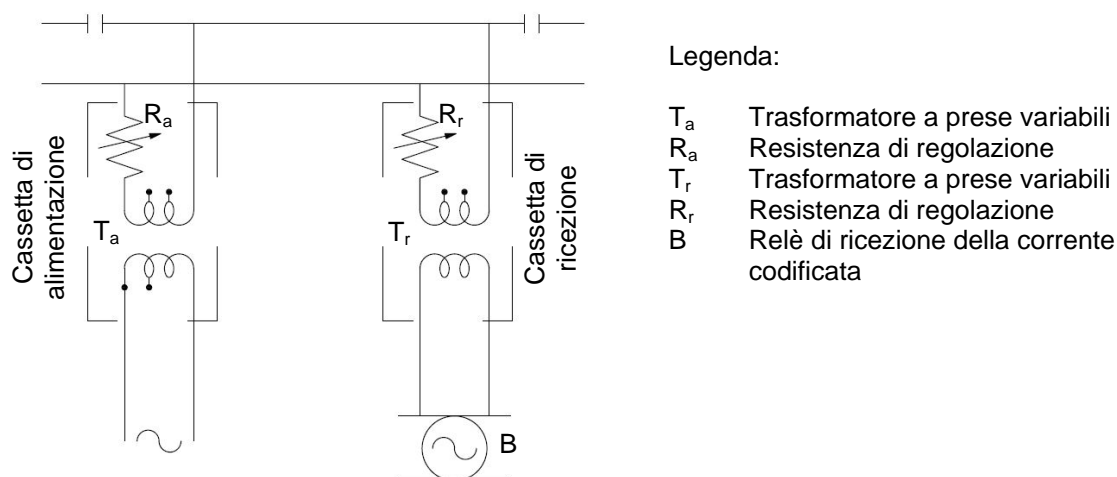 Cassetta di
alimentazione
Rₐ
Tₐ
Rᵣ
Tᵣ
Cassetta di
ricezione
B
Legenda:
Tₐ Trasformatore a prese variabili
Rₐ Resistenza di regolazione
Tᵣ Trasformatore a prese variabili
Rᵣ Resistenza di regolazione
B Relè di ricezione della corrente
codificata